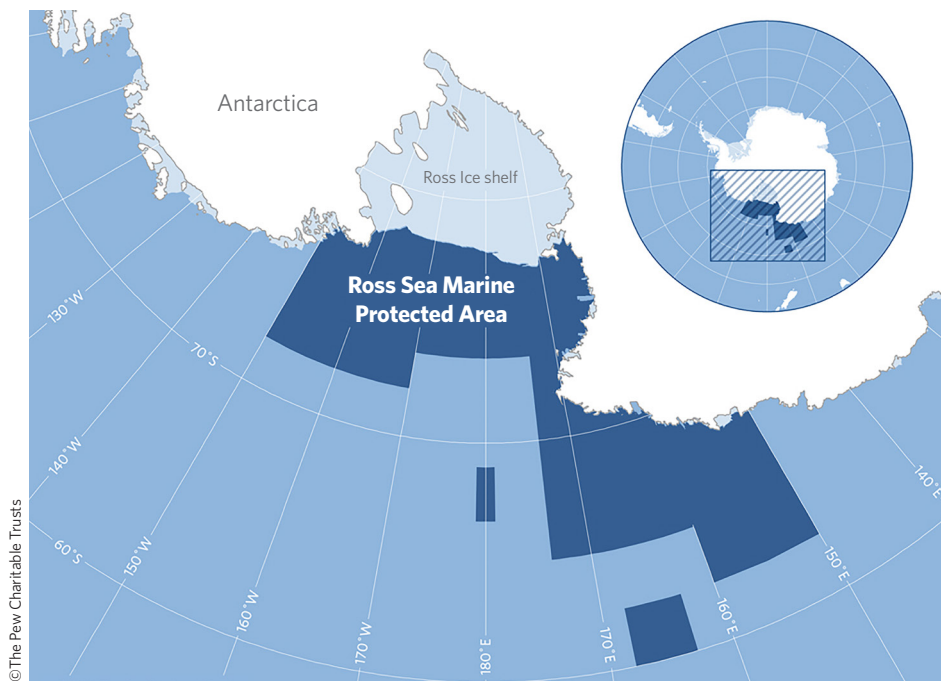 Antarctica
Ross Ice shelf
Ross Sea Marine
Protected Area
130°W
70°S
140°W
60°S
150°W
160°W
170°W
180°E
170°E
160°E
150°E
140°E
©The Pew Charitable Trusts